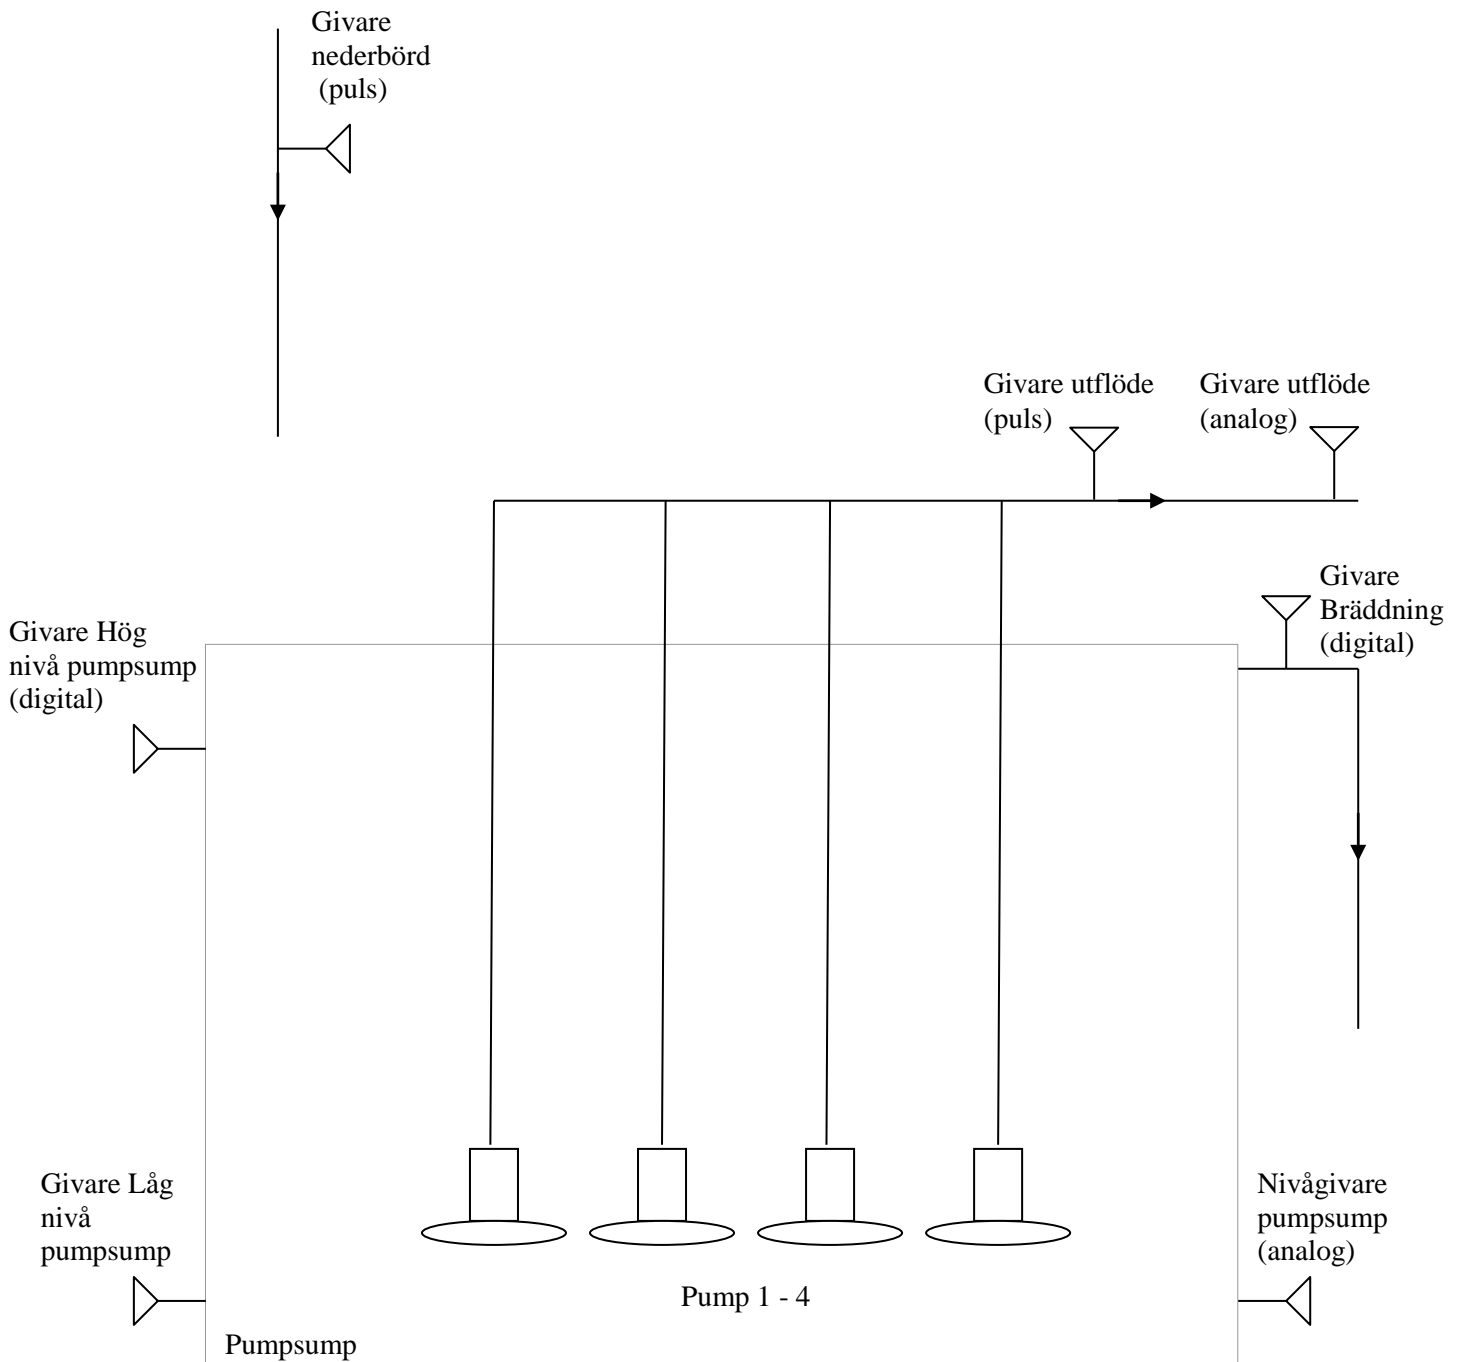 Givare
nederbörd
(puls)
Givare utflöde
(puls)
Givare utflöde
(analog)
Givare
Bräddning
(digital)
Givare Hög
nivå pumpsump
(digital)
Givare Låg
nivå
pumpsump
Nivågivare
pumpsump
(analog)
Pump 1 - 4
Pumpsump